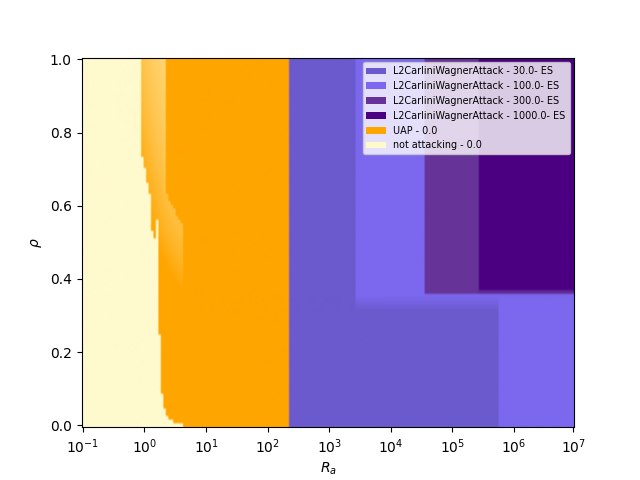 1.0
0.8
0.6
0.4
0.2
0.0
ρ
L2CarliniWagnerAttack - 30.0- ES
L2CarliniWagnerAttack - 100.0- ES
L2CarliniWagnerAttack - 300.0- ES
L2CarliniWagnerAttack - 1000.0- ES
UAP - 0.0
not attacking - 0.0
10⁻¹ 10⁰ 10¹ 10² 10³ 10⁴ 10⁵ 10⁶ 10⁷
Rₐ